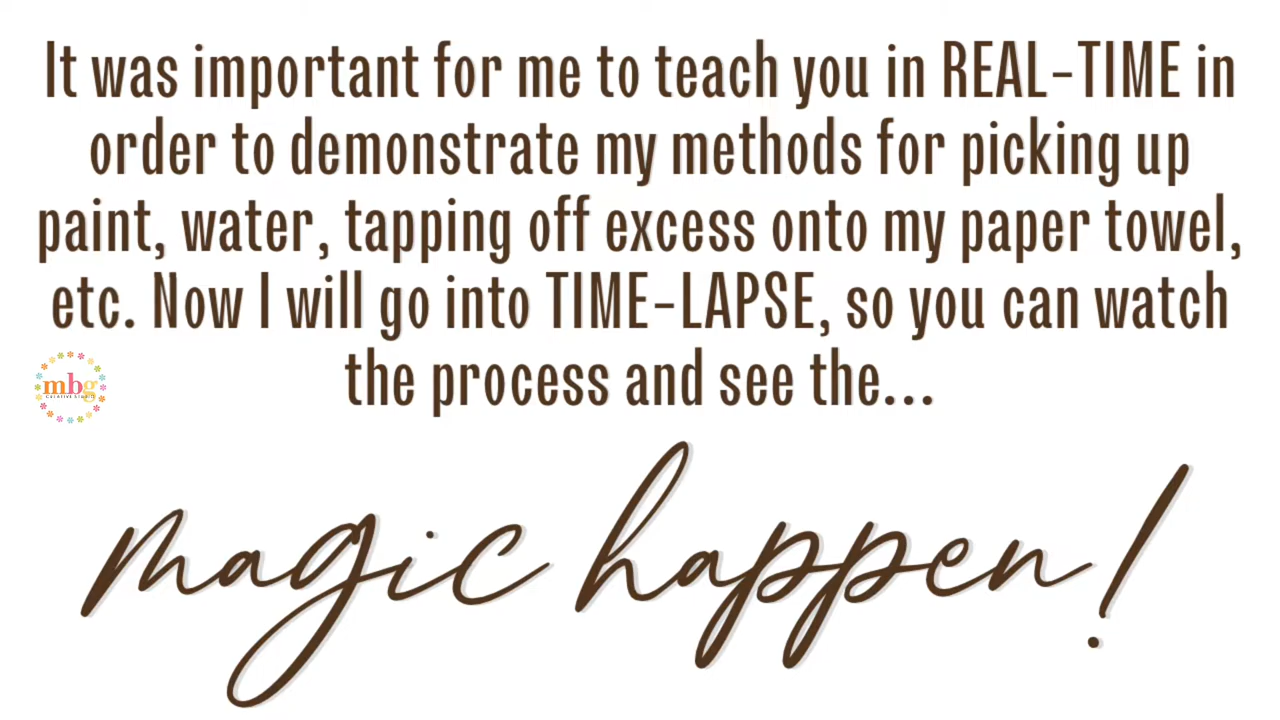 It was important for me to teach you in REAL-TIME in
order to demonstrate my methods for picking up
paint, water, tapping off excess onto my paper towel,
etc. Now I will go into TIME-LAPSE, so you can watch
the process and see the...
mbg
CREATIVE STUDIO
magic happen!